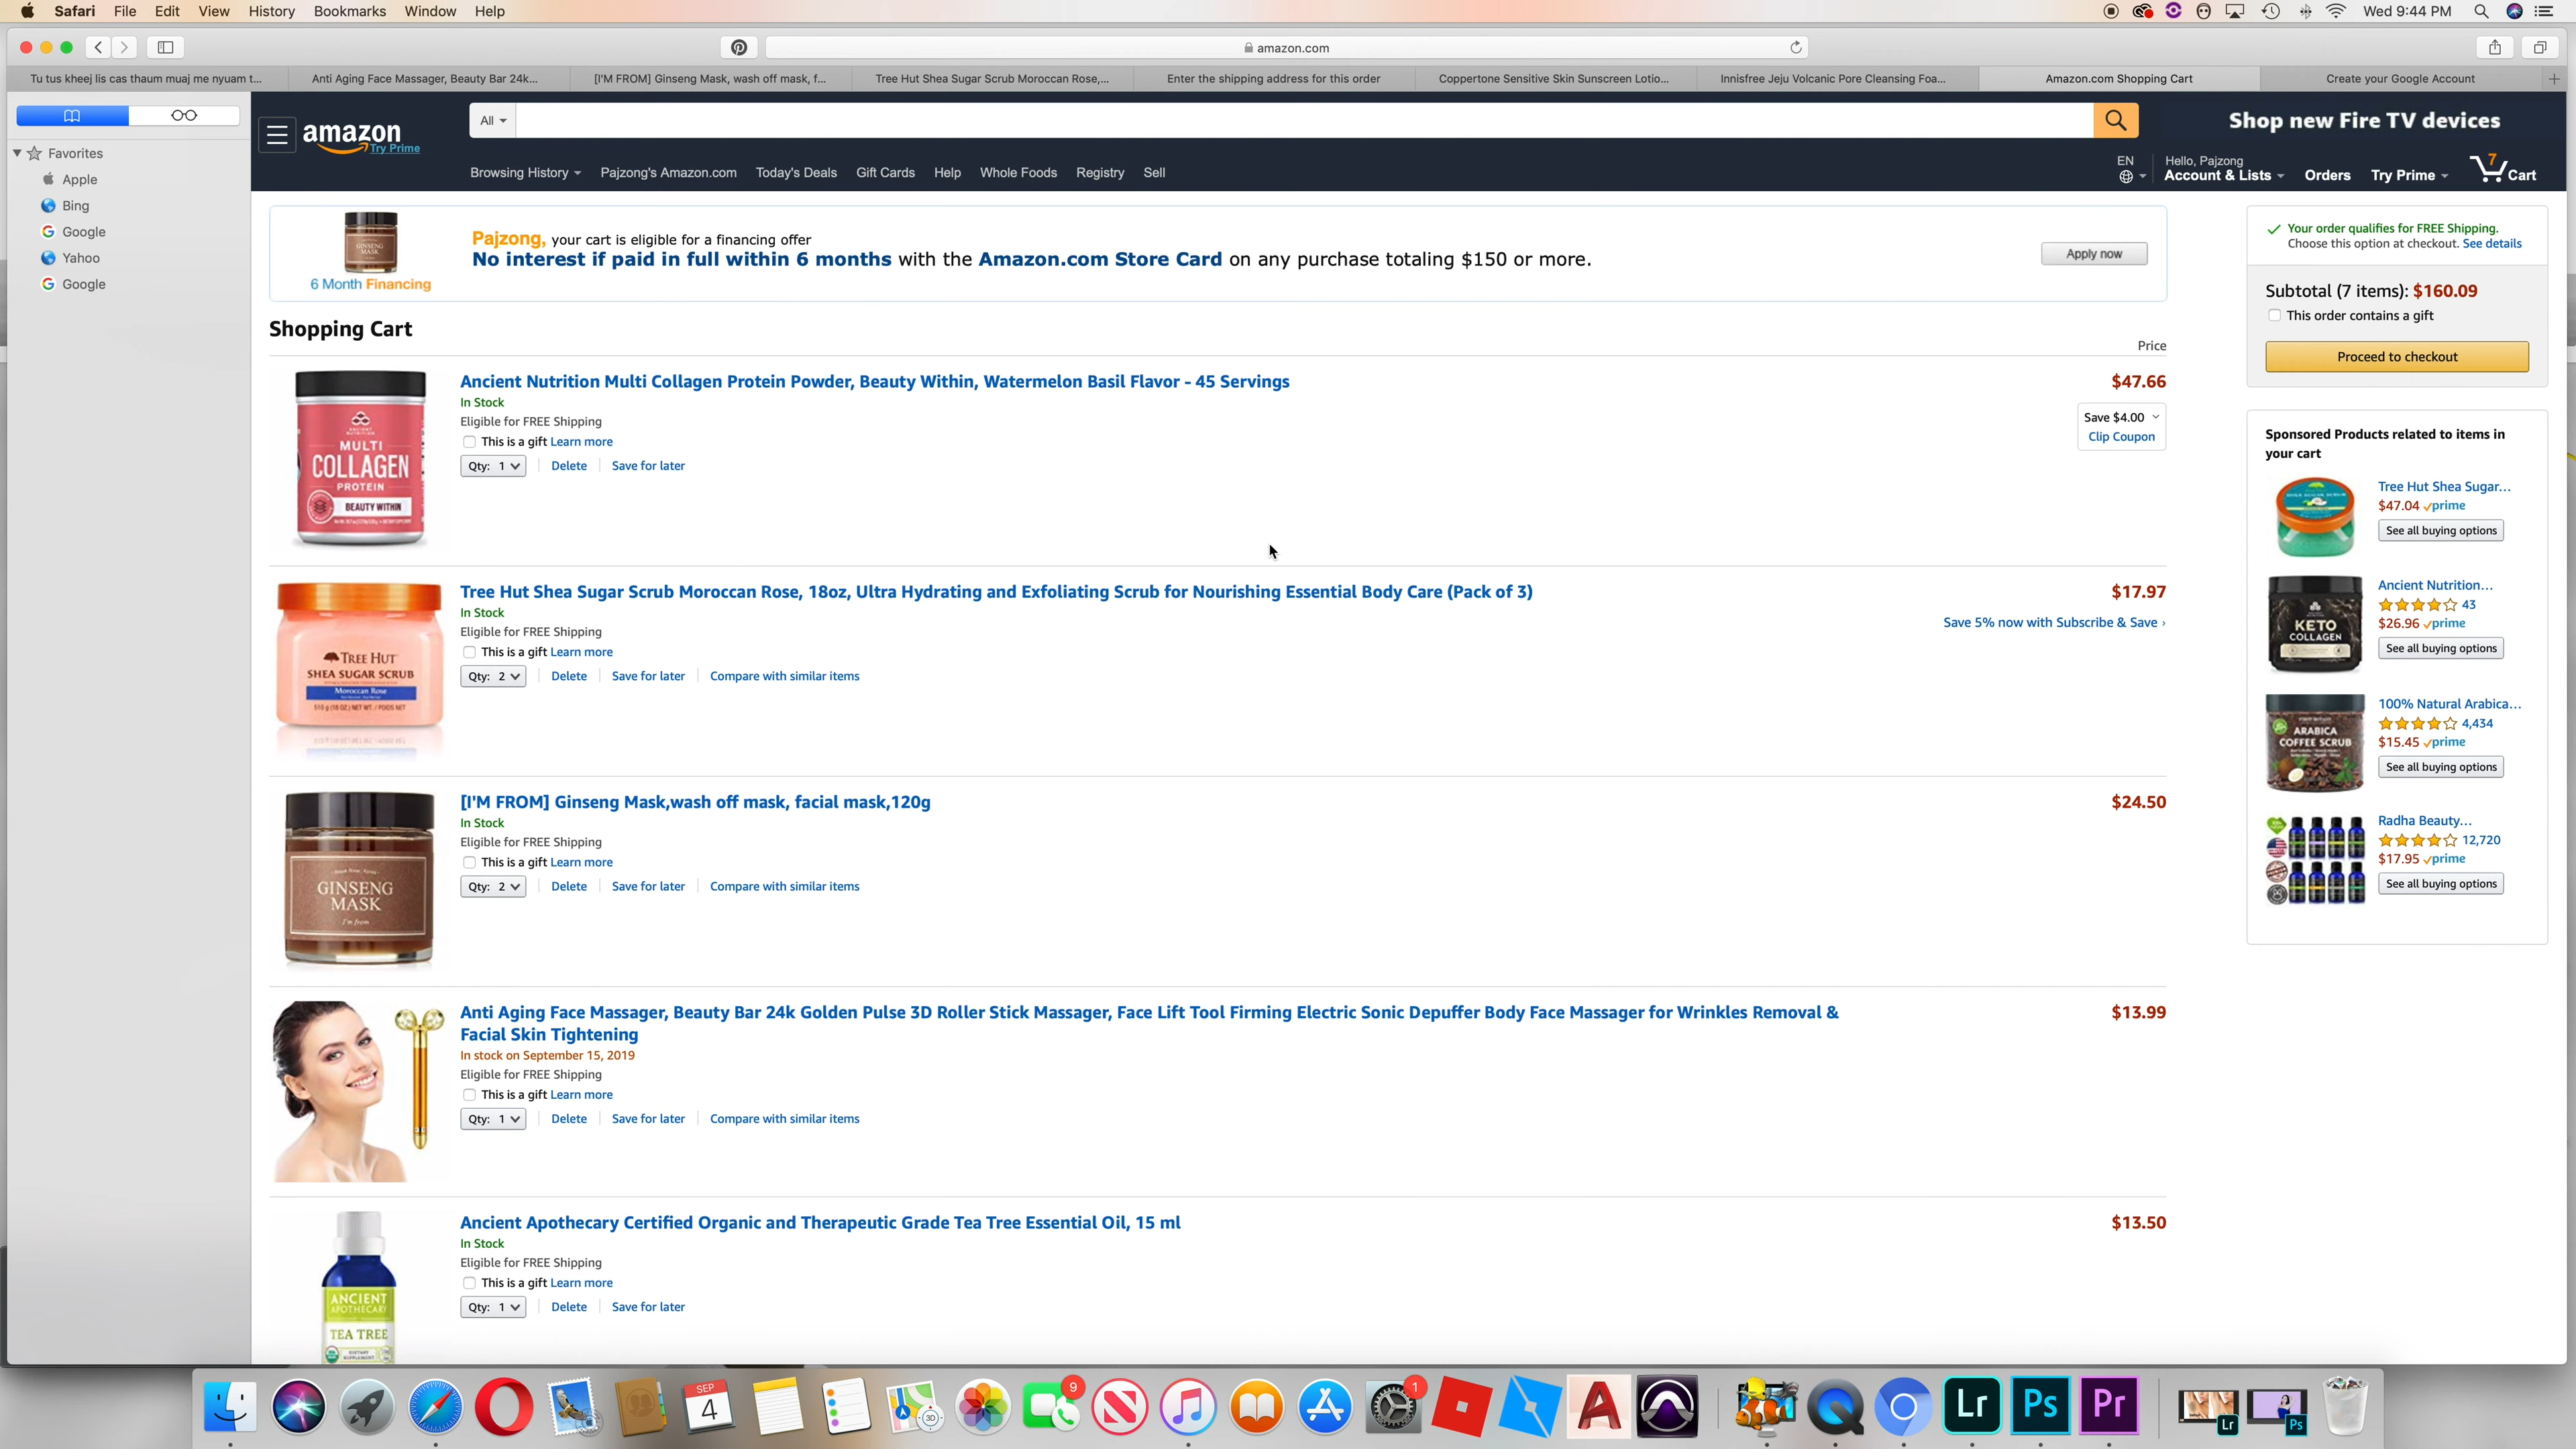 Safari File Edit View History Bookmarks Window Help
Wed 9:44 PM
amazon.com
Tu tus kheej lis cas thaum muaj me nyuam t...
Anti Aging Face Massager, Beauty Bar 24k...
[I'M FROM] Ginseng Mask, wash off mask, f...
Tree Hut Shea Sugar Scrub Moroccan Rose,...
Enter the shipping address for this order
Coppertone Sensitive Skin Sunscreen Lotio...
Innisfree Jeju Volcanic Pore Cleansing Foa...
Amazon.com Shopping Cart
Create your Google Account
Favorites
Apple
Bing
Google
Yahoo
Google
amazon
Try Prime
All
Shop new Fire TV devices
Browsing History Pajzong's Amazon.com Today's Deals Gift Cards Help Whole Foods Registry Sell
EN
Hello, Pajzong
Account & Lists
Orders
Try Prime
7
Cart
GINSENG
MASK
6 Month Financing
Pajzong, your cart is eligible for a financing offer
No interest if paid in full within 6 months with the Amazon.com Store Card on any purchase totaling $150 or more.
Apply now
Shopping Cart
Price
MULTI
COLLAGEN
PROTEIN
BEAUTY WITHIN
Ancient Nutrition Multi Collagen Protein Powder, Beauty Within, Watermelon Basil Flavor - 45 Servings
In Stock
Eligible for FREE Shipping
This is a gift Learn more
Qty: 1 Delete Save for later
$47.66
Save $4.00
Clip Coupon
TREE HUT
SHEA SUGAR SCRUB
Moroccan Rose
Tree Hut Shea Sugar Scrub Moroccan Rose, 18oz, Ultra Hydrating and Exfoliating Scrub for Nourishing Essential Body Care (Pack of 3)
In Stock
Eligible for FREE Shipping
This is a gift Learn more
Qty: 2 Delete Save for later Compare with similar items
$17.97
Save 5% now with Subscribe & Save ›
GINSENG
MASK
I'm from
[I'M FROM] Ginseng Mask,wash off mask, facial mask,120g
In Stock
Eligible for FREE Shipping
This is a gift Learn more
Qty: 2 Delete Save for later Compare with similar items
$24.50
Anti Aging Face Massager, Beauty Bar 24k Golden Pulse 3D Roller Stick Massager, Face Lift Tool Firming Electric Sonic Depuffer Body Face Massager for Wrinkles Removal &
Facial Skin Tightening
In stock on September 15, 2019
Eligible for FREE Shipping
This is a gift Learn more
Qty: 1 Delete Save for later Compare with similar items
$13.99
ANCIENT
APOTHECARY
TEA TREE
Ancient Apothecary Certified Organic and Therapeutic Grade Tea Tree Essential Oil, 15 ml
In Stock
Eligible for FREE Shipping
This is a gift Learn more
Qty: 1 Delete Save for later
$13.50
Your order qualifies for FREE Shipping.
Choose this option at checkout. See details
Subtotal (7 items): $160.09
This order contains a gift
Proceed to checkout
Sponsored Products related to items in
your cart
Tree Hut Shea Sugar...
$47.04 prime
See all buying options
KETO
COLLAGEN
Ancient Nutrition...
43
$26.96 prime
See all buying options
ARABICA
COFFEE SCRUB
100% Natural Arabica...
4,434
$15.45 prime
See all buying options
Radha Beauty...
12,720
$17.95 prime
See all buying options
SEP
4
3D
9
1
Lr
Ps
Pr
Lr
Ps